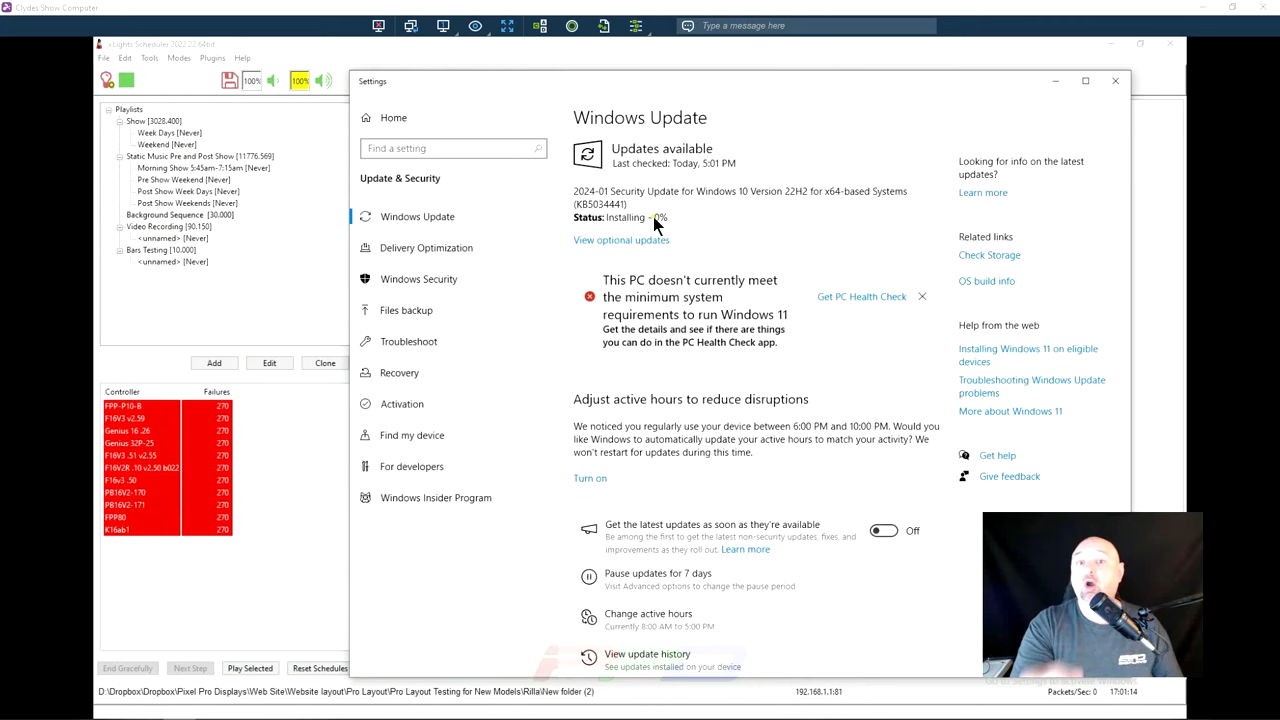 Clydes Show Computer
Type a message here
Lights Scheduler 2022.22 64bit
File Edit Tools Modes Plugins Help
100% 100%
Playlists
Show [3028.400]
Week Days [Never]
Weekend [Never]
Static Music Pre and Post Show [11776.569]
Morning Show 5:45am-7:15am [Never]
Pre Show Weekend [Never]
Post Show Week Days [Never]
Post Show Weekends [Never]
Background Sequence [30.000]
Video Recording [90.150]
<unnamed> [Never]
Bars Testing [10.000]
<unnamed> [Never]
Add Edit Clone
Controller Failures
FPP-P10-B 270
F16V3 v2.59 270
Genius 16 .26 270
Genius 32P-25 270
F16V3 .51 v2.55 270
F16V2R .10 v2.50 b022 270
F16v3 .50 270
PB16V2-170 270
PB16V2-171 270
FPP80 270
K16ab1 270
End Gracefully Next Step Play Selected Reset Schedules
D:\Dropbox\Dropbox\Pixel Pro Displays\Web Site\Website layout\Pro Layout\Pro Layout Testing for New Models\Rilla\New folder (2)
192.168.1.1:81
Packets/Sec: 0 17:01:14
Settings
Home
Find a setting
Update & Security
Windows Update
Delivery Optimization
Windows Security
Files backup
Troubleshoot
Recovery
Activation
Find my device
For developers
Windows Insider Program
Windows Update
Updates available
Last checked: Today, 5:01 PM
2024-01 Security Update for Windows 10 Version 22H2 for x64-based Systems
(KB5034441)
Status: Installing - 0%
View optional updates
This PC doesn't currently meet
the minimum system
requirements to run Windows 11
Get the details and see if there are things
you can do in the PC Health Check app.
Get PC Health Check
Adjust active hours to reduce disruptions
We noticed you regularly use your device between 6:00 PM and 10:00 PM. Would you
like Windows to automatically update your active hours to match your activity? We
won't restart for updates during this time.
Turn on
Get the latest updates as soon as they're available
Be among the first to get the latest non-security updates, fixes, and
improvements as they roll out. Learn more
Off
Pause updates for 7 days
Visit Advanced options to change the pause period
Change active hours
Currently 8:00 AM to 5:00 PM
View update history
See updates installed on your device
Looking for info on the latest
updates?
Learn more
Related links
Check Storage
OS build info
Help from the web
Installing Windows 11 on eligible
devices
Troubleshooting Windows Update
problems
More about Windows 11
Get help
Give feedback